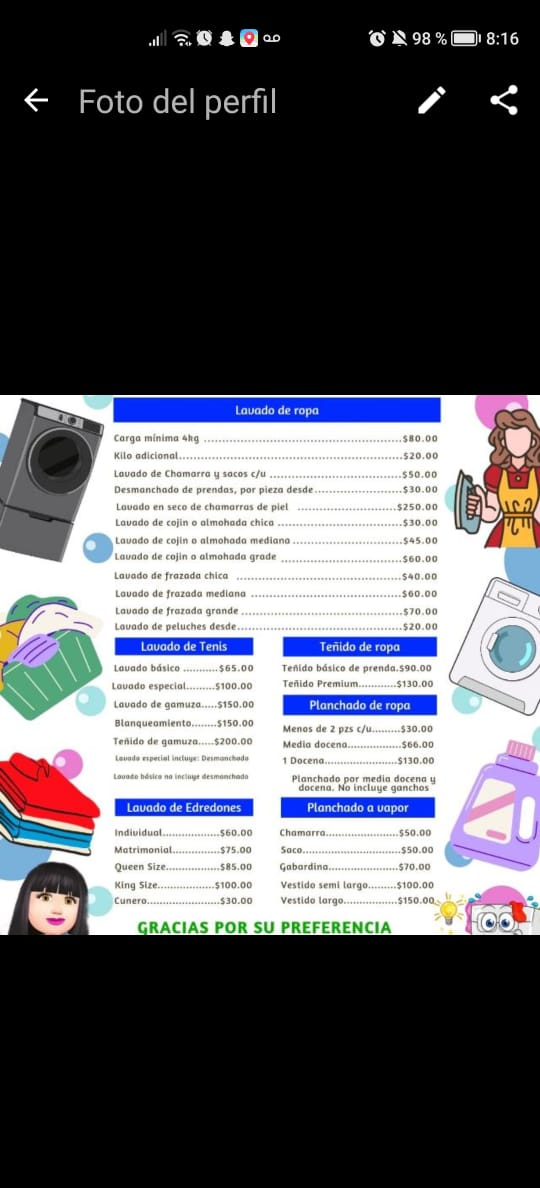 98 % 8:16
Foto del perfil
Lavado de ropa
Carga mínima 4kg ..................................................$80.00
Kilo adicional.........................................................$20.00
Lavado de Chamarra y sacos c/u .................................$50.00
Desmanchado de prendas, por pieza desde......................$30.00
Lavado en seco de chamarras de piel .........................$250.00
Lavado de cojin o almohada chica ...............................$30.00
Lavado de cojin o almohada mediana ...........................$45.00
Lavado de cojin o almohada grade ..............................$60.00
Lavado de frazada chica ..........................................$40.00
Lavado de frazada mediana ......................................$60.00
Lavado de frazada grande ........................................$70.00
Lavado de peluches desde.........................................$20.00
Lavado de Tenis
Lavado básico ...........$65.00
Lavado especial.........$100.00
Lavado de gamuza......$150.00
Blanqueamiento........$150.00
Teñido de gamuza.....$200.00
Lavado especial incluye: Desmanchado
Lavado básico no incluye desmanchado
Teñido de ropa
Teñido básico de prenda.$90.00
Teñido Premium............$130.00
Planchado de ropa
Menos de 2 pzs c/u.........$30.00
Media docena..................$66.00
1 Docena........................$130.00
Planchado por media docena y
docena. No incluye ganchos
Lavado de Edredones
Individual...................$60.00
Matrimonial................$75.00
Queen Size..................$85.00
King Size...................$100.00
Cunero........................$30.00
Planchado a vapor
Chamarra.....................$50.00
Saco.............................$50.00
Gabardina.....................$70.00
Vestido semi largo.........$100.00
Vestido largo.................$150.00
GRACIAS POR SU PREFERENCIA